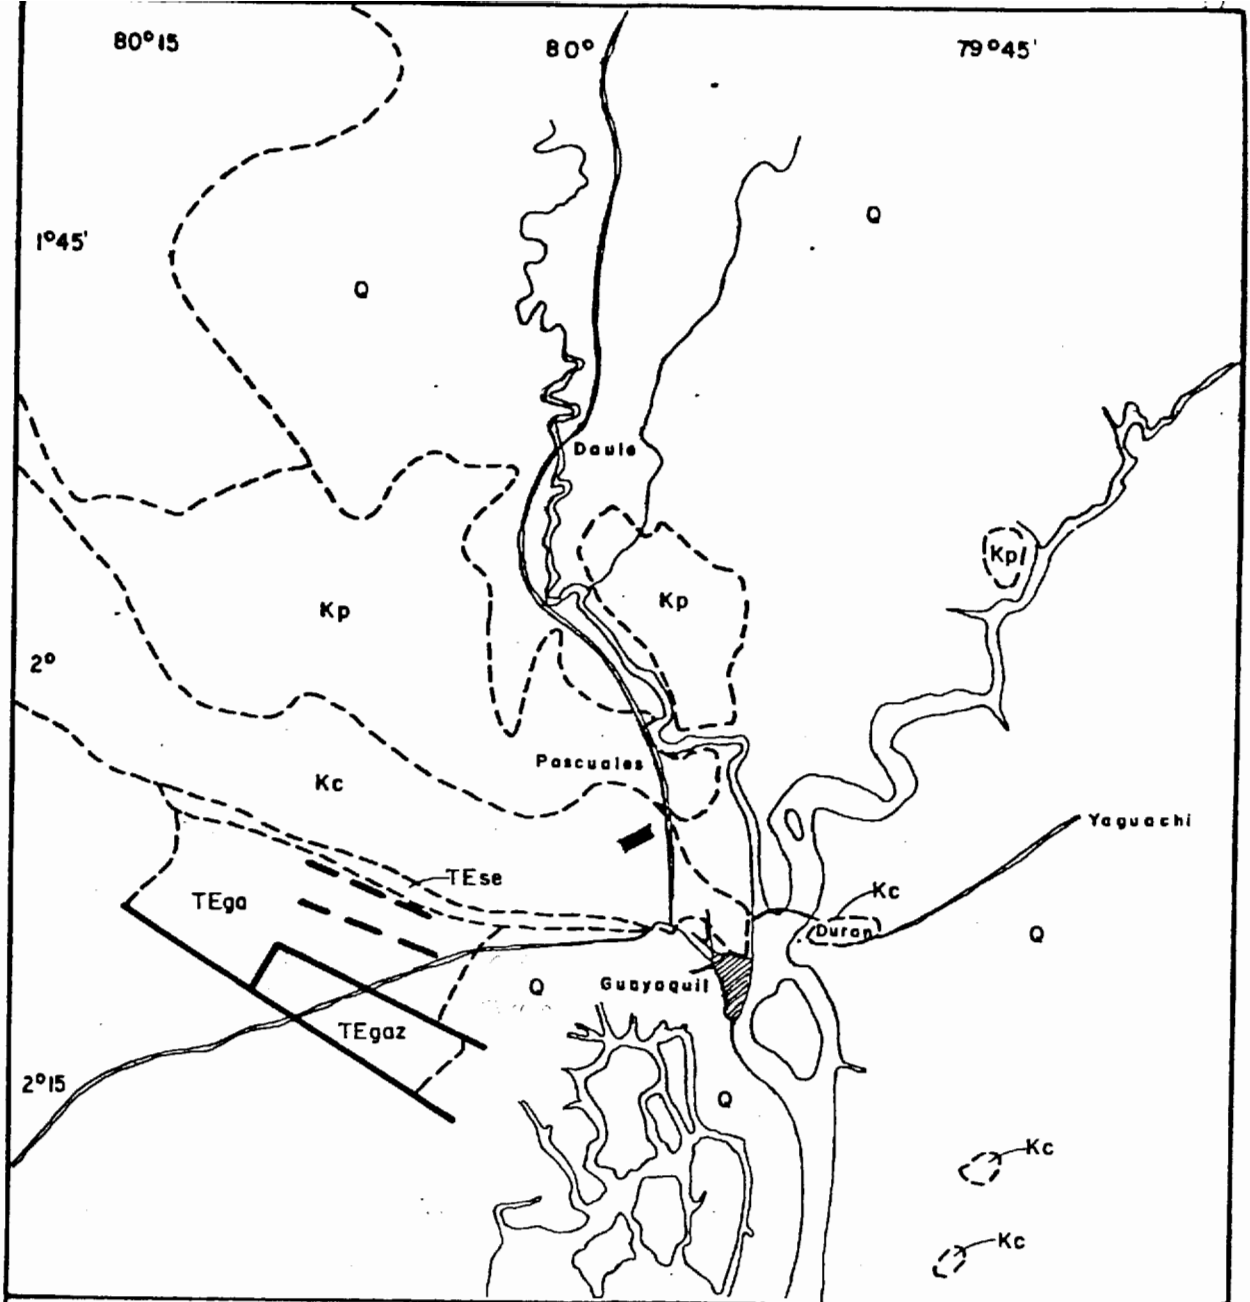 80°15
80°
79°45'
Q
1°45'
Q
Daule
Kp
Kp
Kp
2°
Pascuales
Kc
Yaguachi
TEse
Kc
TEga
Duran
Q
Guayaquil
Q
TEgaz
2°15
Q
Kc
Kc